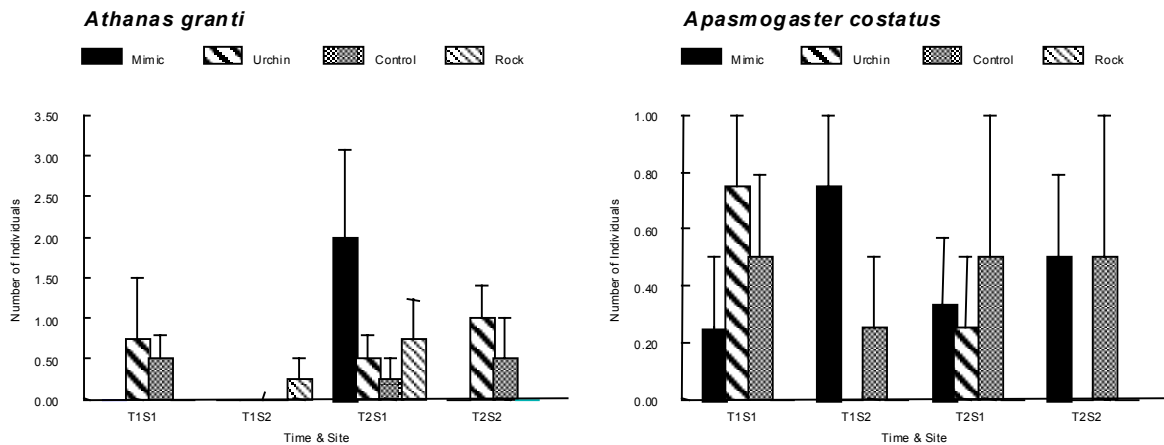 Athanas granti
Mimic Urchin Control Rock
3.50
3.00
2.50
2.00
1.50
1.00
0.50
0.00
Number of Individuals
T1S1 T1S2 T2S1 T2S2
Time & Site
Apasmogaster costatus
Mimic Urchin Control Rock
1.00
0.80
0.60
0.40
0.20
0.00
Number of Individuals
T1S1 T1S2 T2S1 T2S2
Time & Site